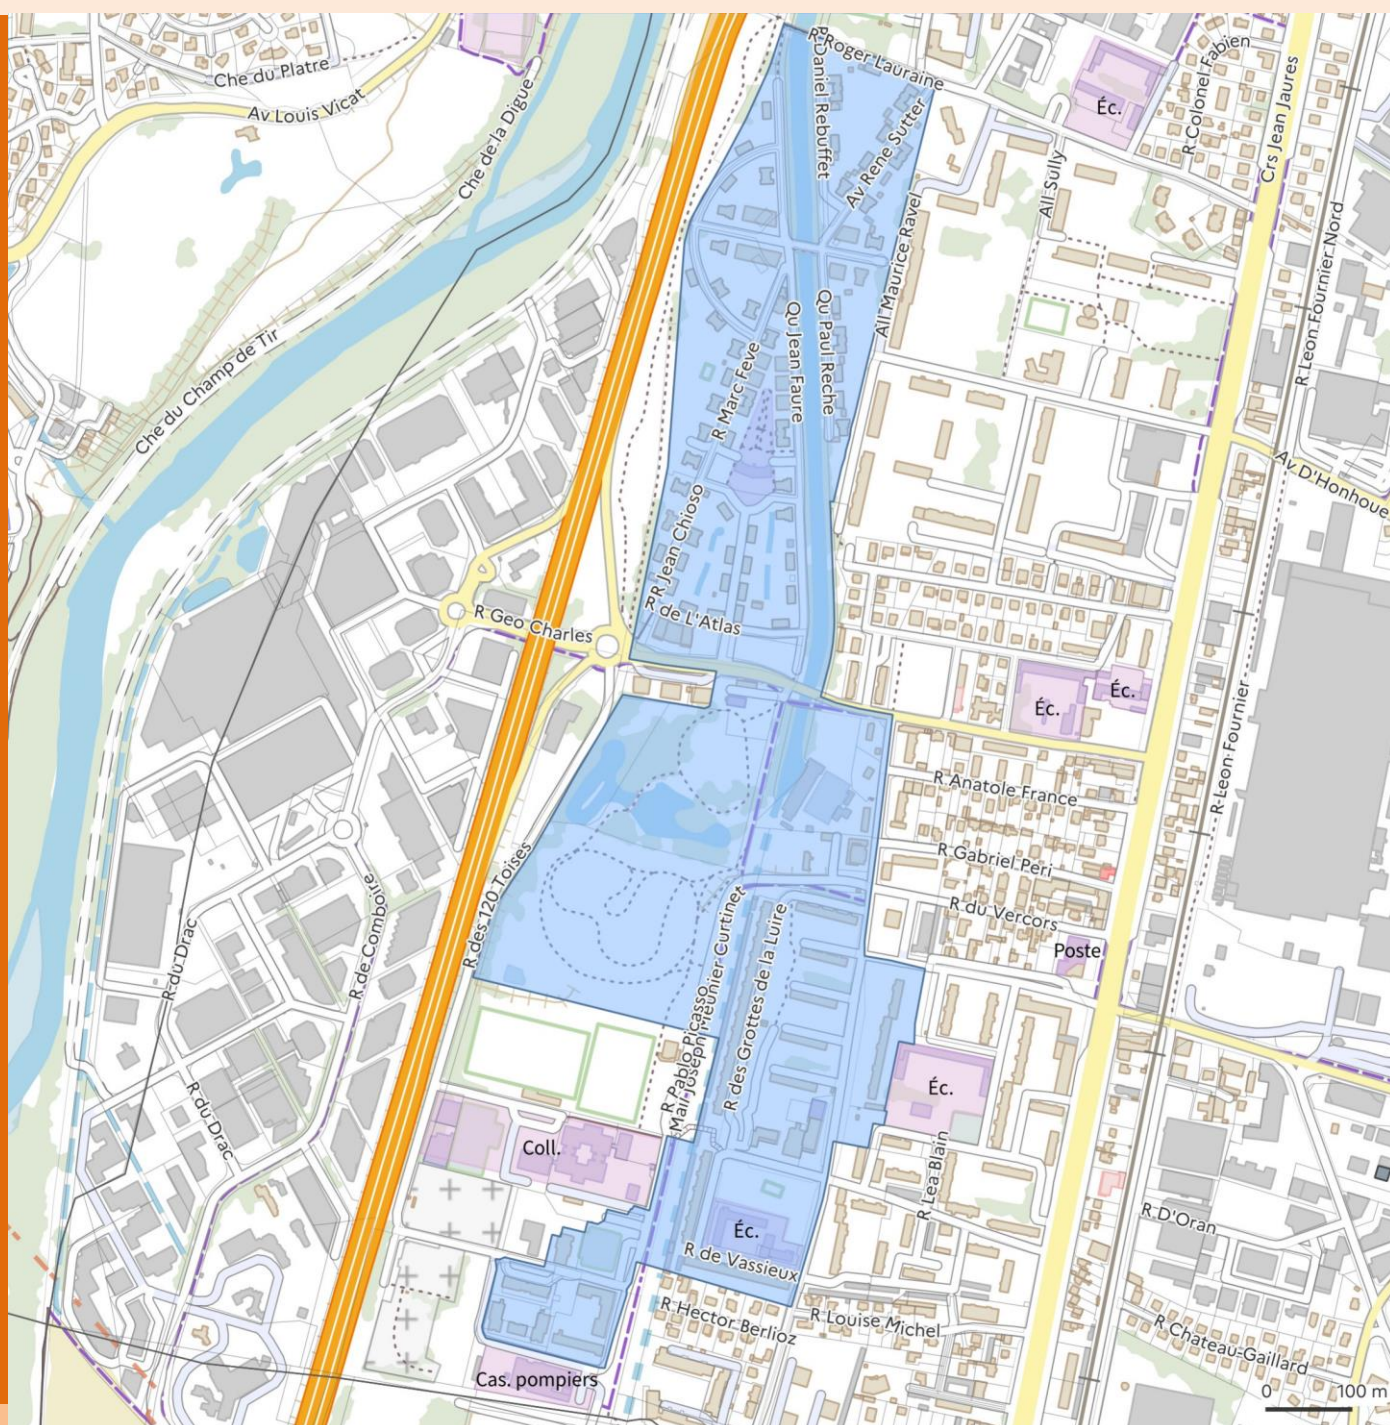 R Roger Lauraine
R Daniel Rebuffet
R Colonel Fabien
Crs Jean Jaures
Che du Platre
Av Louis Vicat
Che de la Digue
Éc.
Av Rene Sutter
All Sully
All Maurice Ravel
R Leon Fournier Nord
Che du Champ de Tir
Qu Jean Faure
Qu Paul Reche
R Marc Feve
Av D'Honhoue
R Jean Chioso
R de L'Atlas
R Geo Charles
Éc.
Éc.
R Leon Fournier
R Anatole France
R Gabriel Peri
R du Vercors
Poste
R des 120 Toises
R de Comboire
R du Drac
Mail Joseph Meunier Curtinet
R Pablo Picasso
R des Grottes de la Luire
Éc.
R du Drac
Coll.
R Lea Blain
Éc.
R D'Oran
R de Vassieux
R Hector Berlioz
R Louise Michel
R Chateau-Gaillard
Cas. pompiers
0 100 m